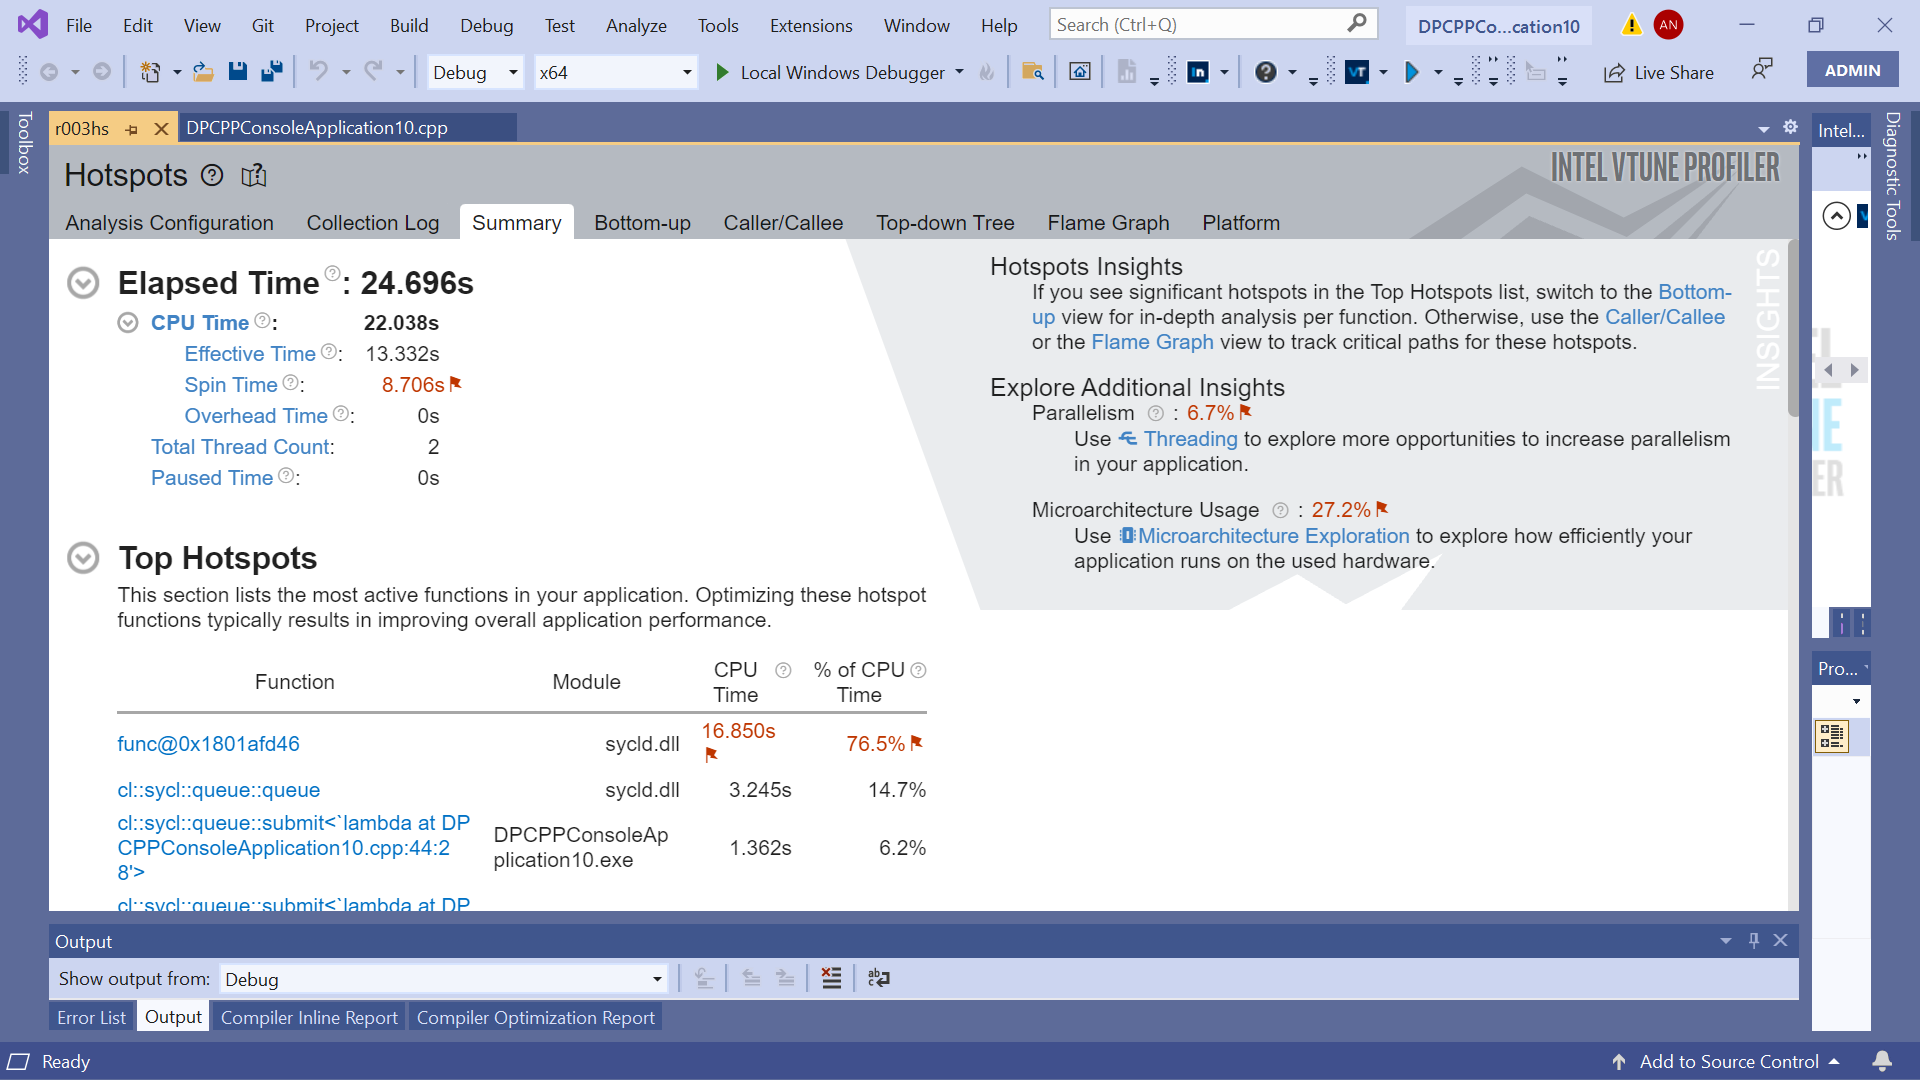 File Edit View Git Project Build Debug Test Analyze Tools Extensions Window Help Search (Ctrl+Q) DPCPPCo...cation10 AN
Debug x64 Local Windows Debugger in VT Live Share ADMIN
Toolbox
r003hs DPCPPConsoleApplication10.cpp
Intel...
Diagnostic Tools
Hotspots
INTEL VTUNE PROFILER
Analysis Configuration Collection Log Summary Bottom-up Caller/Callee Top-down Tree Flame Graph Platform
Elapsed Time : 24.696s
CPU Time : 22.038s
Effective Time : 13.332s
Spin Time : 8.706s
Overhead Time : 0s
Total Thread Count: 2
Paused Time : 0s
Hotspots Insights
If you see significant hotspots in the Top Hotspots list, switch to the Bottom-
up view for in-depth analysis per function. Otherwise, use the Caller/Callee
or the Flame Graph view to track critical paths for these hotspots.
Explore Additional Insights
Parallelism : 6.7%
Use Threading to explore more opportunities to increase parallelism
in your application.
Microarchitecture Usage : 27.2%
Use Microarchitecture Exploration to explore how efficiently your
application runs on the used hardware.
INSIGHTS
Top Hotspots
This section lists the most active functions in your application. Optimizing these hotspot
functions typically results in improving overall application performance.
Function Module CPU Time % of CPU Time
func@0x1801afd46 sycld.dll 16.850s 76.5%
cl::sycl::queue::queue sycld.dll 3.245s 14.7%
cl::sycl::queue::submit<`lambda at DP
CPPConsoleApplication10.cpp:44:2
8'>
DPCPPConsoleAp
plication10.exe
1.362s 6.2%
cl::sycl::queue::submit<`lambda at DP
Pro...
Output
Show output from: Debug
Error List Output Compiler Inline Report Compiler Optimization Report
Ready Add to Source Control